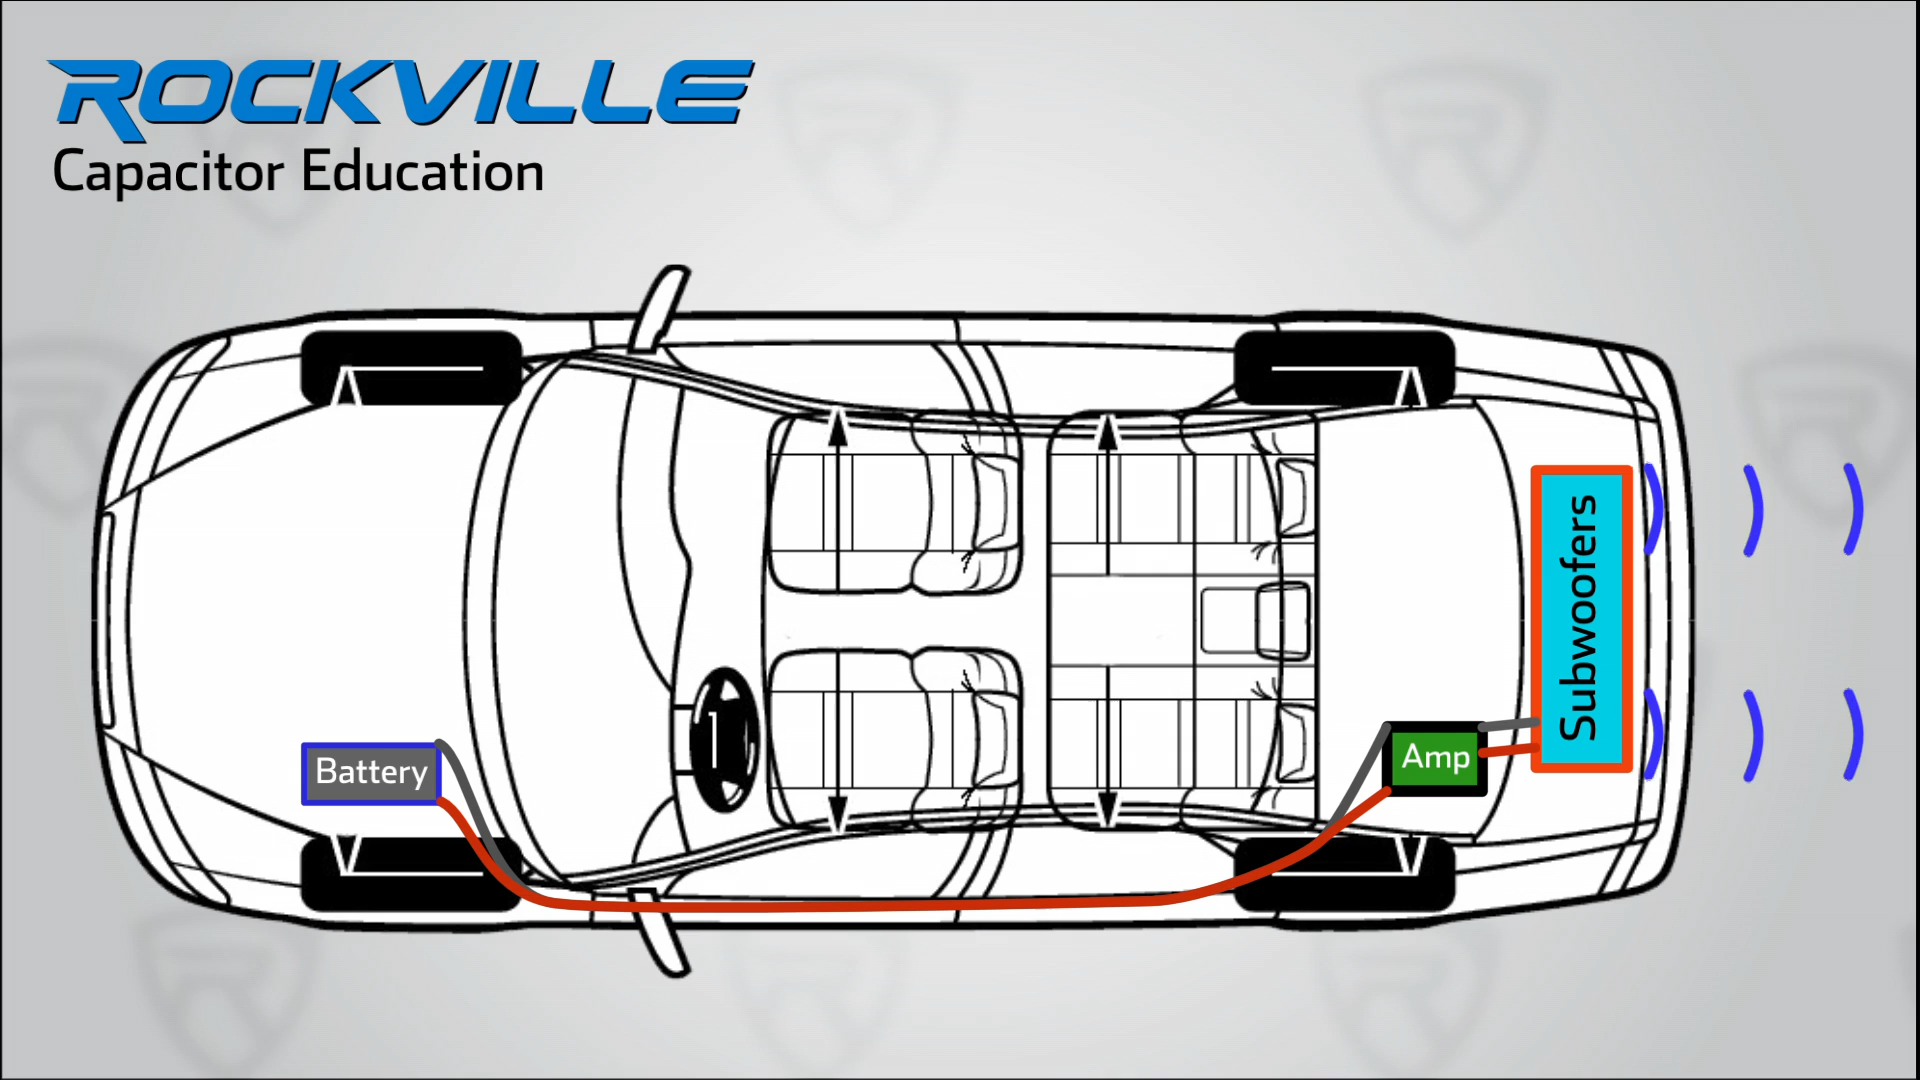 ROCKVILLE
Capacitor Education
Battery
Amp
Subwoofers